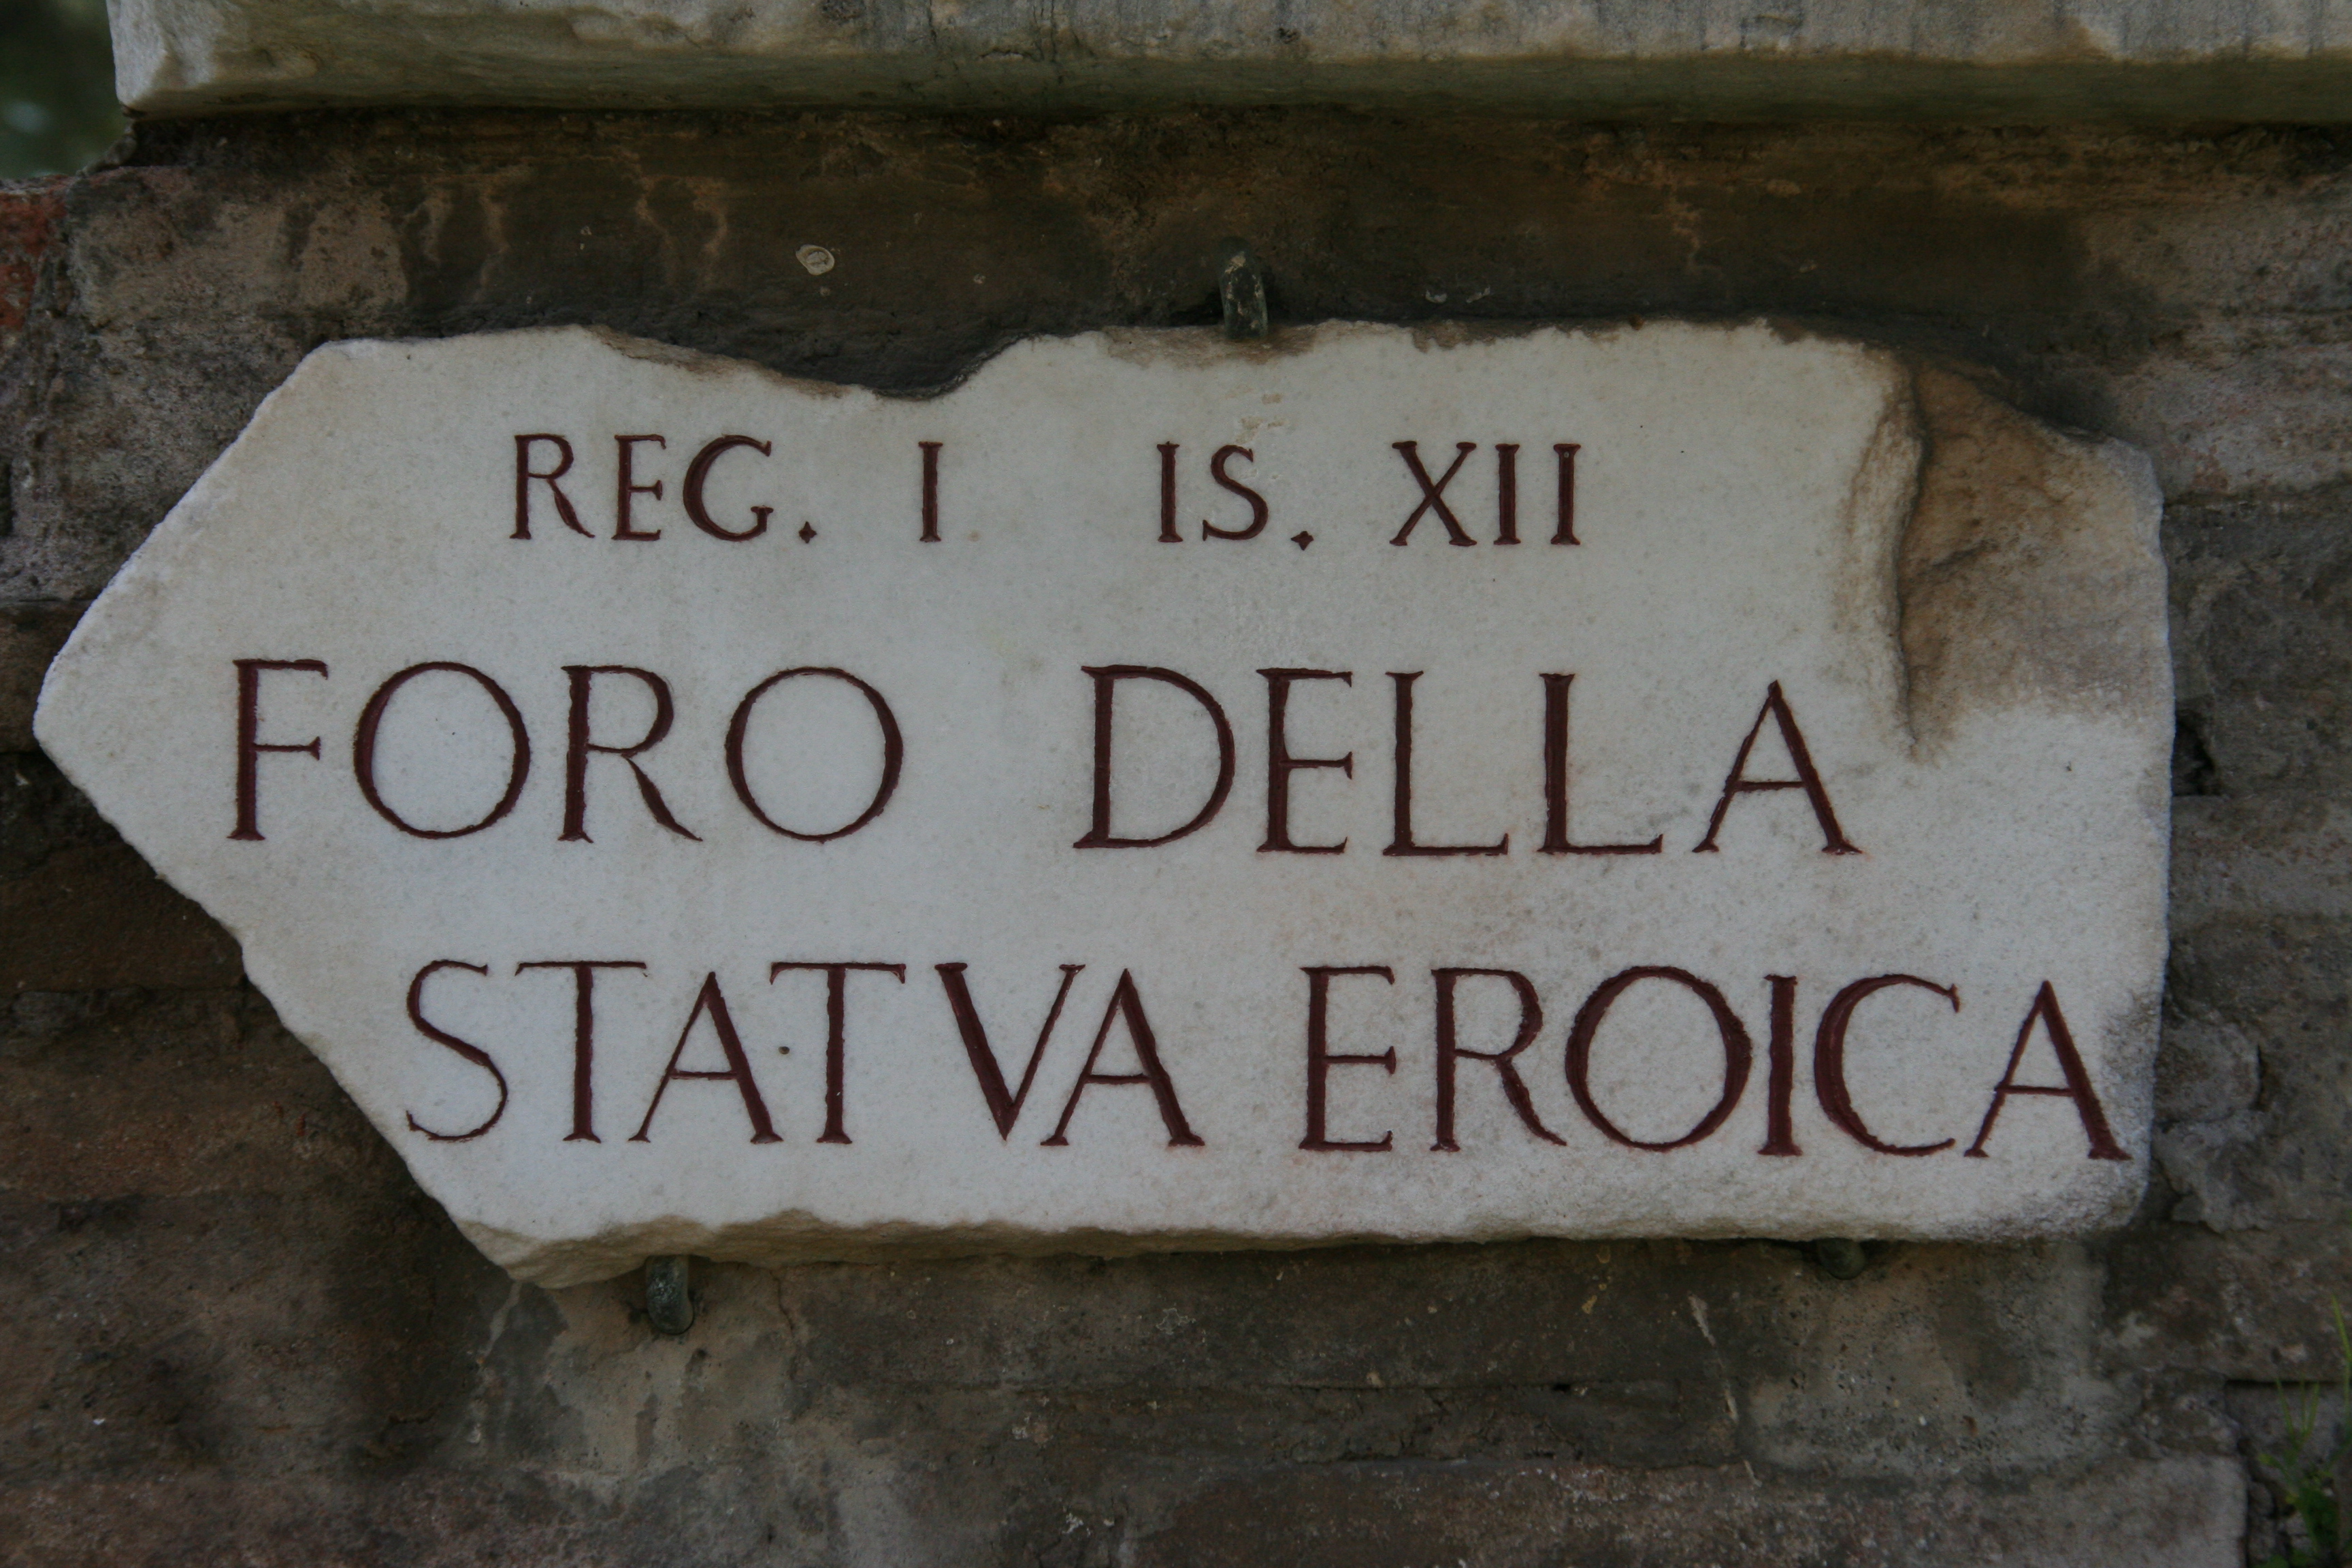 REG. I IS. XII
FORO DELLA
STATVA EROICA